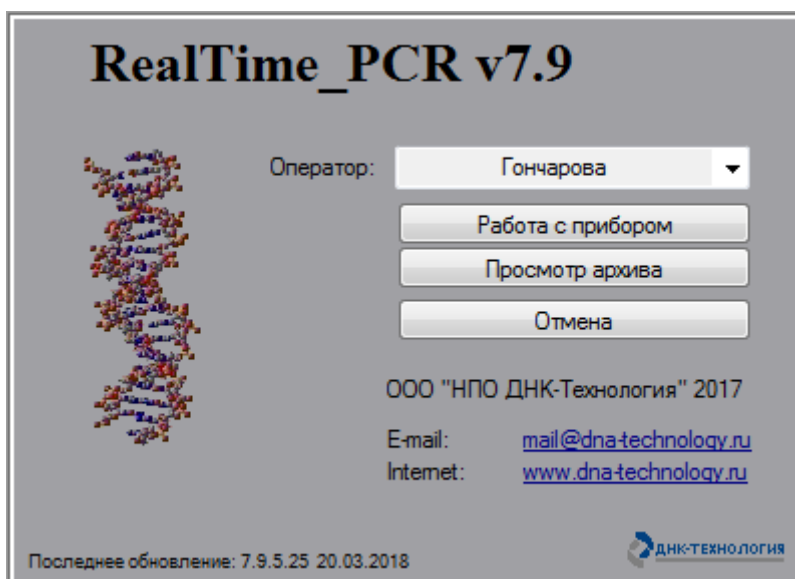 RealTime_PCR v7.9
Оператор: Гончарова
Работа с прибором
Просмотр архива
Отмена
ООО "НПО ДНК-Технология" 2017
E-mail: mail@dna-technology.ru
Internet: www.dna-technology.ru
Последнее обновление: 7.9.5.25 20.03.2018
ДНК-ТЕХНОЛОГИЯ